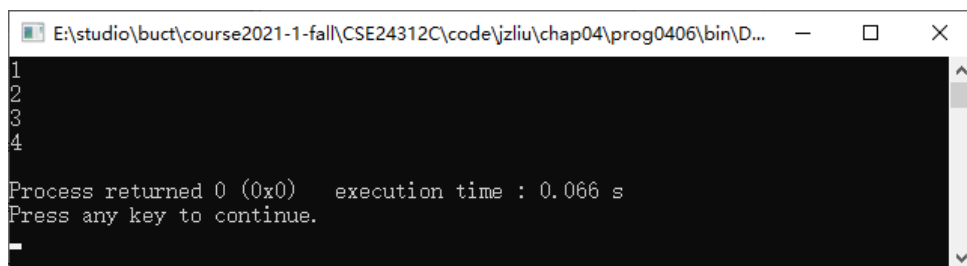 E:\studio\buct\course2021-1-fall\CSE24312C\code\jzliu\chap04\prog0406\bin\D...
1
2
3
4
Process returned 0 (0x0)   execution time : 0.066 s
Press any key to continue.